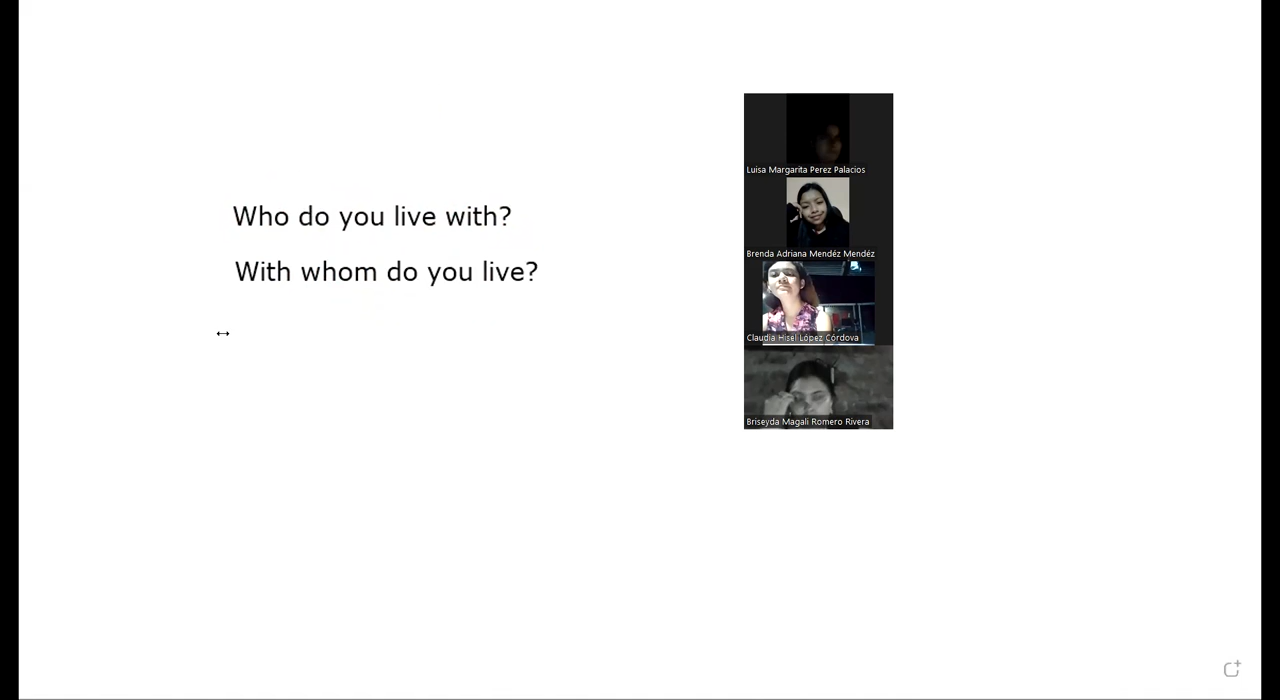 Who do you live with?
With whom do you live?
Luisa Margarita Perez Palacios
Brenda Adriana Mendéz Mendéz
Claudia Hisel López Córdova
Briseyda Magali Romero Rivera